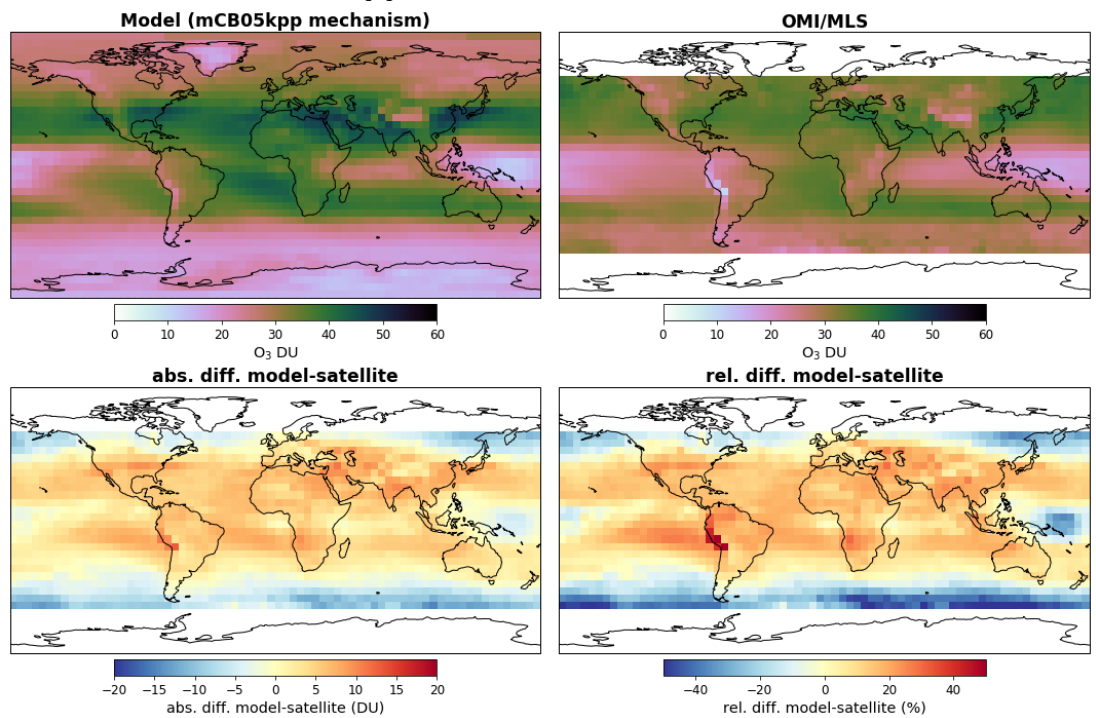 Model (mCB05kpp mechanism)
OMI/MLS
0 10 20 30 40 50 60
O₃ DU
0 10 20 30 40 50 60
O₃ DU
abs. diff. model-satellite
rel. diff. model-satellite
−20 −15 −10 −5 0 5 10 15 20
abs. diff. model-satellite (DU)
−40 −20 0 20 40
rel. diff. model-satellite (%)